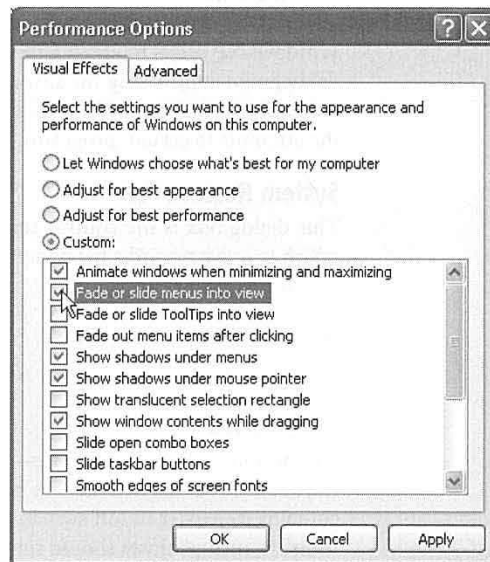 Performance Options
Visual Effects
Advanced
Select the settings you want to use for the appearance and
performance of Windows on this computer.
Let Windows choose what's best for my computer
Adjust for best appearance
Adjust for best performance
Custom:
Animate windows when minimizing and maximizing
Fade or slide menus into view
Fade or slide ToolTips into view
Fade out menu items after clicking
Show shadows under menus
Show shadows under mouse pointer
Show translucent selection rectangle
Show window contents while dragging
Slide open combo boxes
Slide taskbar buttons
Smooth edges of screen fonts
OK
Cancel
Apply